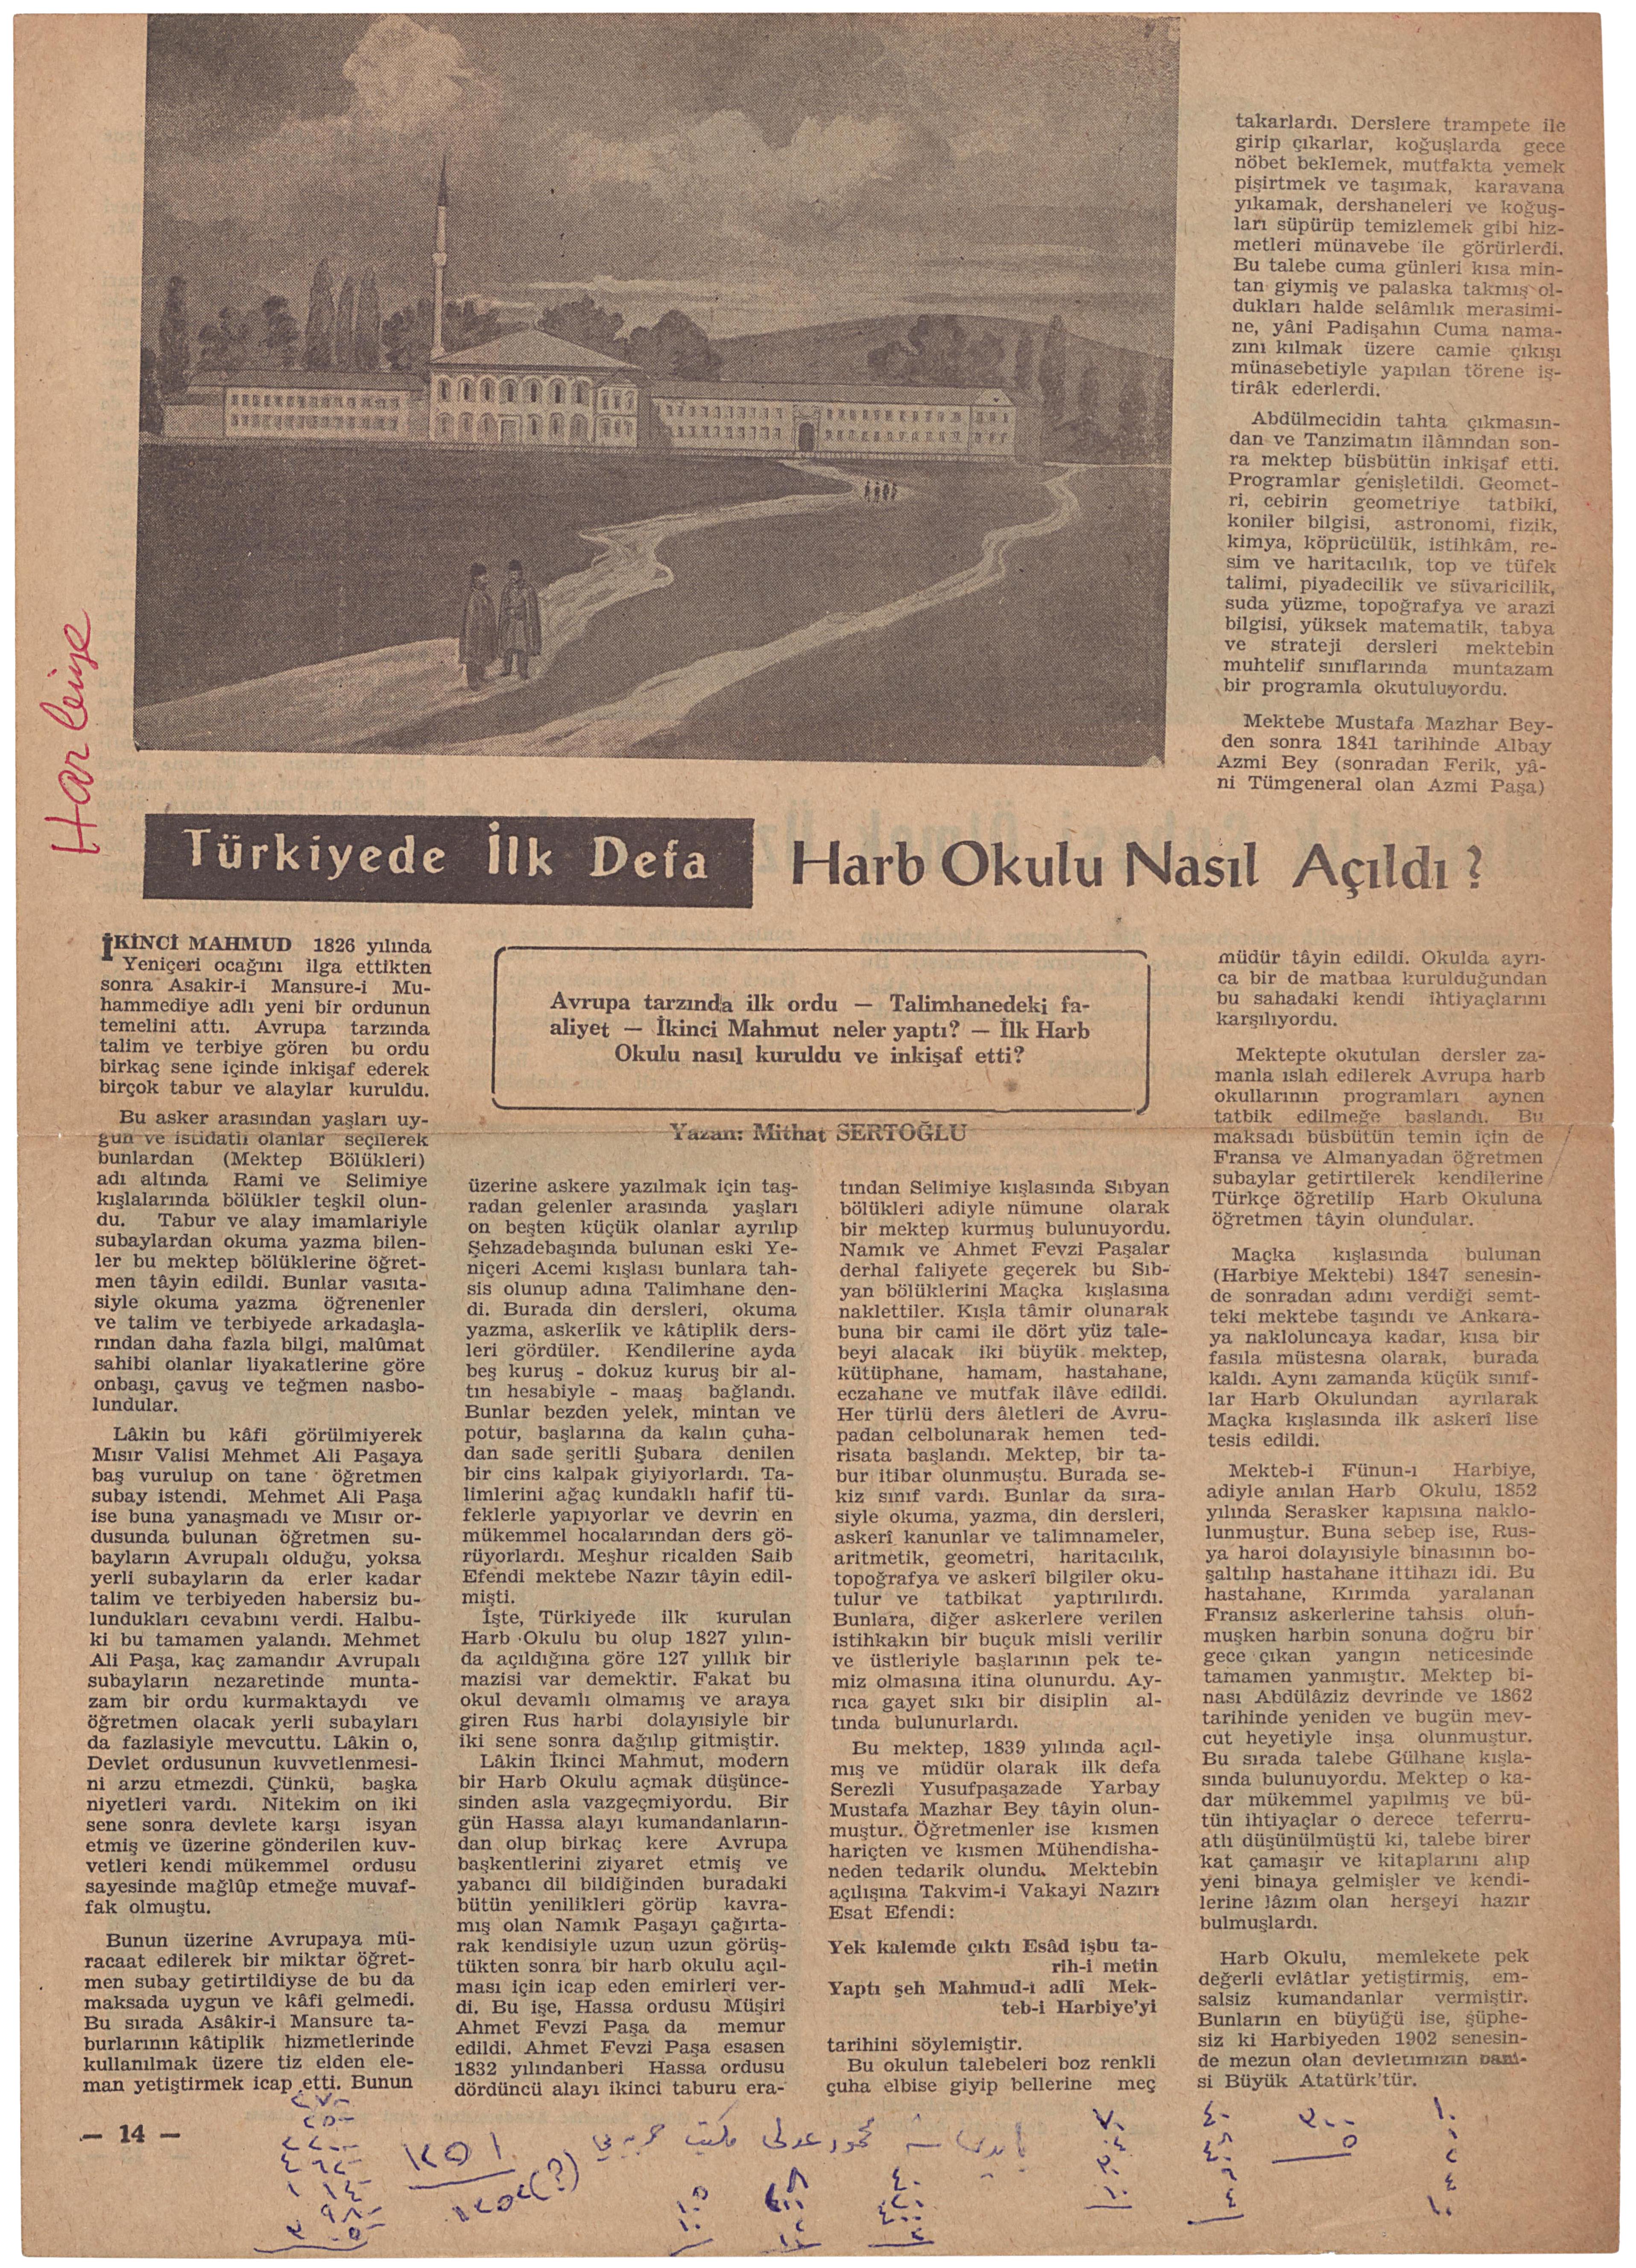 Harbiye
Türkiyede İlk Defa Harb Okulu Nasıl Açıldı ?
İKİNCİ MAHMUD 1826 yılında
Yeniçeri ocağını ilga ettikten
sonra Asakir-i Mansure-i Mu-
hammediye adlı yeni bir ordunun
temelini attı. Avrupa tarzında
talim ve terbiye gören bu ordu
birkaç sene içinde inkişaf ederek
birçok tabur ve alaylar kuruldu.
Bu asker arasından yaşları uy-
gun ve istidatlı olanlar seçilerek
bunlardan (Mektep Bölükleri)
adı altında Rami ve Selimiye
kışlalarında bölükler teşkil olun-
du. Tabur ve alay imamlariyle
subaylardan okuma yazma bilen-
ler bu mektep bölüklerine öğret-
men tâyin edildi. Bunlar vasıta-
siyle okuma yazma öğrenenler
ve talim ve terbiyede arkadaşla-
rından daha fazla bilgi, malûmat
sahibi olanlar liyakatlerine göre
onbaşı, çavuş ve teğmen nasbo-
lundular.
Lâkin bu kâfi görülmiyerek
Mısır Valisi Mehmet Ali Paşaya
baş vurulup on tane öğretmen
subay istendi. Mehmet Ali Paşa
ise buna yanaşmadı ve Mısır or-
dusunda bulunan öğretmen su-
bayların Avrupalı olduğu, yoksa
yerli subayların da erler kadar
talim ve terbiyeden habersiz bu-
lundukları cevabını verdi. Halbu-
ki bu tamamen yalandı. Mehmet
Ali Paşa, kaç zamandır Avrupalı
subayların nezaretinde munta-
zam bir ordu kurmaktaydı ve
öğretmen olacak yerli subayları
da fazlasiyle mevcuttu. Lâkin o,
Devlet ordusunun kuvvetlenmesi-
ni arzu etmezdi. Çünkü, başka
niyetleri vardı. Nitekim on iki
sene sonra devlete karşı isyan
etmiş ve üzerine gönderilen kuv-
vetleri kendi mükemmel ordusu
sayesinde mağlûp etmeğe muvaf-
fak olmuştu.
Bunun üzerine Avrupaya mü-
racaat edilerek bir miktar öğret-
men subay getirtildiyse de bu da
maksada uygun ve kâfi gelmedi.
Bu sırada Asâkir-i Mansure ta-
burlarının kâtiplik hizmetlerinde
kullanılmak üzere tiz elden ele-
man yetiştirmek icap etti. Bunun
Avrupa tarzında ilk ordu — Talimhanedeki fa-
aliyet — İkinci Mahmut neler yaptı? — İlk Harb
Okulu nasıl kuruldu ve inkişaf etti?
Yazan: Mithat SERTOĞLU
üzerine askere yazılmak için taş-
radan gelenler arasında yaşları
on beşten küçük olanlar ayrılıp
Şehzadebaşında bulunan eski Ye-
niçeri Acemi kışlası bunlara tah-
sis olunup adına Talimhane den-
di. Burada din dersleri, okuma
yazma, askerlik ve kâtiplik ders-
leri gördüler. Kendilerine ayda
beş kuruş - dokuz kuruş bir al-
tın hesabiyle - maaş bağlandı.
Bunlar bezden yelek, mintan ve
potur, başlarına da kalın çuha-
dan sade şeritli Şubara denilen
bir cins kalpak giyiyorlardı. Ta-
limlerini ağaç kundaklı hafif tü-
feklerle yapıyorlar ve devrin en
mükemmel hocalarından ders gö-
rüyorlardı. Meşhur ricalden Saib
Efendi mektebe Nazır tâyin edil-
mişti.
İşte, Türkiyede ilk kurulan
Harb Okulu bu olup 1827 yılın-
da açıldığına göre 127 yıllık bir
mazisi var demektir. Fakat bu
okul devamlı olmamış ve araya
giren Rus harbi dolayısiyle bir
iki sene sonra dağılıp gitmiştir.
Lâkin İkinci Mahmut, modern
bir Harb Okulu açmak düşünce-
sinden asla vazgeçmiyordu. Bir
gün Hassa alayı kumandanların-
dan olup birkaç kere Avrupa
başkentlerini ziyaret etmiş ve
yabancı dil bildiğinden buradaki
bütün yenilikleri görüp kavra-
mış olan Namık Paşayı çağırta-
rak kendisiyle uzun uzun görüş-
tükten sonra bir harb okulu açıl-
ması için icap eden emirleri ver-
di. Bu işe, Hassa ordusu Müşiri
Ahmet Fevzi Paşa da memur
edildi. Ahmet Fevzi Paşa esasen
1832 yılındanberi Hassa ordusu
dördüncü alayı ikinci taburu era-
tından Selimiye kışlasında Sıbyan
bölükleri adiyle nümune olarak
bir mektep kurmuş bulunuyordu.
Namık ve Ahmet Fevzi Paşalar
derhal faliyete geçerek bu Sıb-
yan bölüklerini Maçka kışlasına
naklettiler. Kışla tâmir olunarak
buna bir cami ile dört yüz tale-
beyi alacak iki büyük mektep,
kütüphane, hamam, hastahane,
eczahane ve mutfak ilâve edildi.
Her türlü ders âletleri de Avru-
padan celbolunarak hemen ted-
risata başlandı. Mektep, bir ta-
bur itibar olunmuştu. Burada se-
kiz sınıf vardı. Bunlar da sıra-
siyle okuma, yazma, din dersleri,
askerî kanunlar ve talimnameler,
aritmetik, geometri, haritacılık,
topoğrafya ve askerî bilgiler oku-
tulur ve tatbikat yaptırılırdı.
Bunlara, diğer askerlere verilen
istihkakın bir buçuk misli verilir
ve üstleriyle başlarının pek te-
miz olmasına itina olunurdu. Ay-
rıca gayet sıkı bir disiplin al-
tında bulunurlardı.
Bu mektep, 1839 yılında açıl-
mış ve müdür olarak ilk defa
Serezli Yusufpaşazade Yarbay
Mustafa Mazhar Bey tâyin olun-
muştur. Öğretmenler ise kısmen
hariçten ve kısmen Mühendisha-
neden tedarik olundu. Mektebin
açılışına Takvim-i Vakayi Nazırı
Esat Efendi:
Yek kalemde çıktı Esâd işbu ta-
rih-i metin
Yaptı şeh Mahmud-ı adlî Mek-
teb-i Harbiye'yi
tarihini söylemiştir.
Bu okulun talebeleri boz renkli
çuha elbise giyip bellerine meç
takarlardı. Derslere trampete ile
girip çıkarlar, koğuşlarda gece
nöbet beklemek, mutfakta yemek
pişirtmek ve taşımak, karavana
yıkamak, dershaneleri ve koğuş-
ları süpürüp temizlemek gibi hiz-
metleri münavebe ile görürlerdi.
Bu talebe cuma günleri kısa min-
tan giymiş ve palaska takmış ol-
dukları halde selâmlık merasimi-
ne, yâni Padişahın Cuma nama-
zını kılmak üzere camie çıkışı
münasebetiyle yapılan törene iş-
tirâk ederlerdi.
Abdülmecidin tahta çıkmasın-
dan ve Tanzimatın ilânından son-
ra mektep büsbütün inkişaf etti.
Programlar genişletildi. Geomet-
ri, cebirin geometriye tatbiki,
koniler bilgisi, astronomi, fizik,
kimya, köprücülük, istihkâm, re-
sim ve haritacılık, top ve tüfek
talimi, piyadecilik ve süvaricilik,
suda yüzme, topoğrafya ve arazi
bilgisi, yüksek matematik, tabya
ve strateji dersleri mektebin
muhtelif sınıflarında muntazam
bir programla okutuluyordu.
Mektebe Mustafa Mazhar Bey-
den sonra 1841 tarihinde Albay
Azmi Bey (sonradan Ferik, yâ-
ni Tümgeneral olan Azmi Paşa)
müdür tâyin edildi. Okulda ayrı-
ca bir de matbaa kurulduğundan
bu sahadaki kendi ihtiyaçlarını
karşılıyordu.
Mektepte okutulan dersler za-
manla ıslah edilerek Avrupa harb
okullarının programları aynen
tatbik edilmeğe başlandı. Bu
maksadı büsbütün temin için de
Fransa ve Almanyadan öğretmen
subaylar getirtilerek kendilerine
Türkçe öğretilip Harb Okuluna
öğretmen tâyin olundular.
Maçka kışlasında bulunan
(Harbiye Mektebi) 1847 senesin-
de sonradan adını verdiği semt-
teki mektebe taşındı ve Ankara-
ya nakloluncaya kadar, kısa bir
fasıla müstesna olarak, burada
kaldı. Aynı zamanda küçük sınıf-
lar Harb Okulundan ayrılarak
Maçka kışlasında ilk askerî lise
tesis edildi.
Mekteb-i Fünun-ı Harbiye,
adiyle anılan Harb Okulu, 1852
yılında Serasker kapısına naklo-
lunmuştur. Buna sebep ise, Rus-
ya haroi dolayısiyle binasının bo-
şaltılıp hastahane ittihazı idi. Bu
hastahane, Kırımda yaralanan
Fransız askerlerine tahsis olun-
muşken harbin sonuna doğru bir
gece çıkan yangın neticesinde
tamamen yanmıştır. Mektep bi-
nası Abdülâziz devrinde ve 1862
tarihinde yeniden ve bugün mev-
cut heyetiyle inşa olunmuştur.
Bu sırada talebe Gülhane kışla-
sında bulunuyordu. Mektep o ka-
dar mükemmel yapılmış ve bü-
tün ihtiyaçlar o derece teferru-
atlı düşünülmüştü ki, talebe birer
kat çamaşır ve kitaplarını alıp
yeni binaya gelmişler ve kendi-
lerine lâzım olan herşeyi hazır
bulmuşlardı.
Harb Okulu, memlekete pek
değerli evlâtlar yetiştirmiş, em-
salsiz kumandanlar vermiştir.
Bunların en büyüğü ise, şüphe-
siz ki Harbiyeden 1902 senesin-
de mezun olan devletimizin bani-
si Büyük Atatürk'tür.
— 14 —
محمود عدلی مكتب حربیه یی
١٢٥١
١٢٥٢ (?)